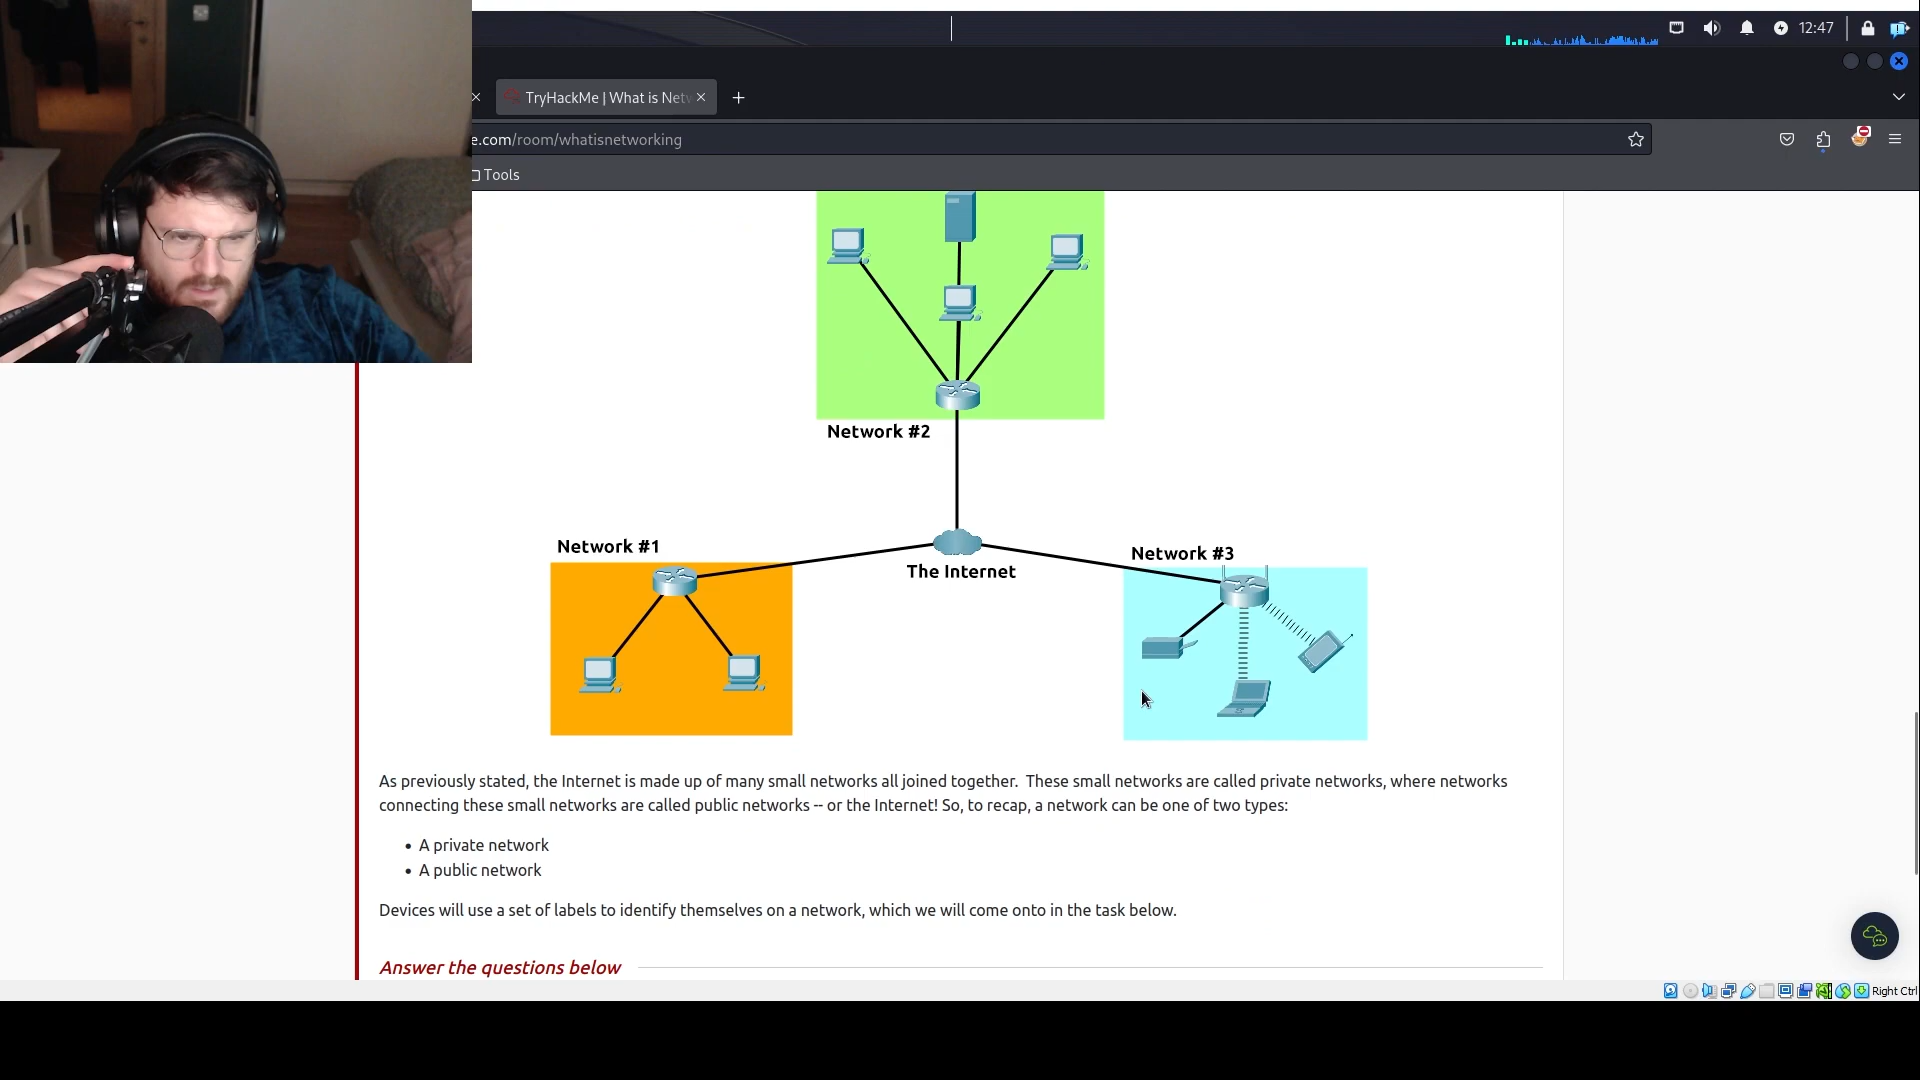 12:47
TryHackMe | What is Netw
e.com/room/whatisnetworking
Tools
Network #2
Network #1
The Internet
Network #3
As previously stated, the Internet is made up of many small networks all joined together.  These small networks are called private networks, where networks
connecting these small networks are called public networks -- or the Internet! So, to recap, a network can be one of two types:
• A private network
• A public network
Devices will use a set of labels to identify themselves on a network, which we will come onto in the task below.
Answer the questions below
Right Ctrl